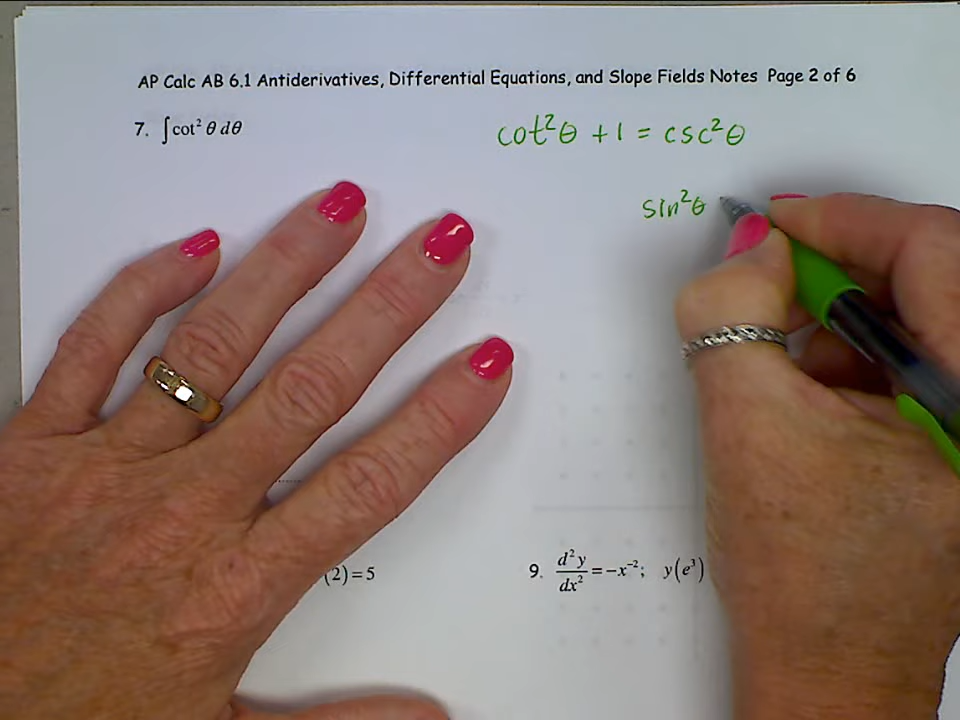 AP Calc AB 6.1 Antiderivatives, Differential Equations, and Slope Fields Notes Page 2 of 6
7. ∫cot² θ dθ
cot²θ + 1 = csc²θ
sin²θ
(2) = 5
9. d²y/dx² = -x⁻²; y(e³)